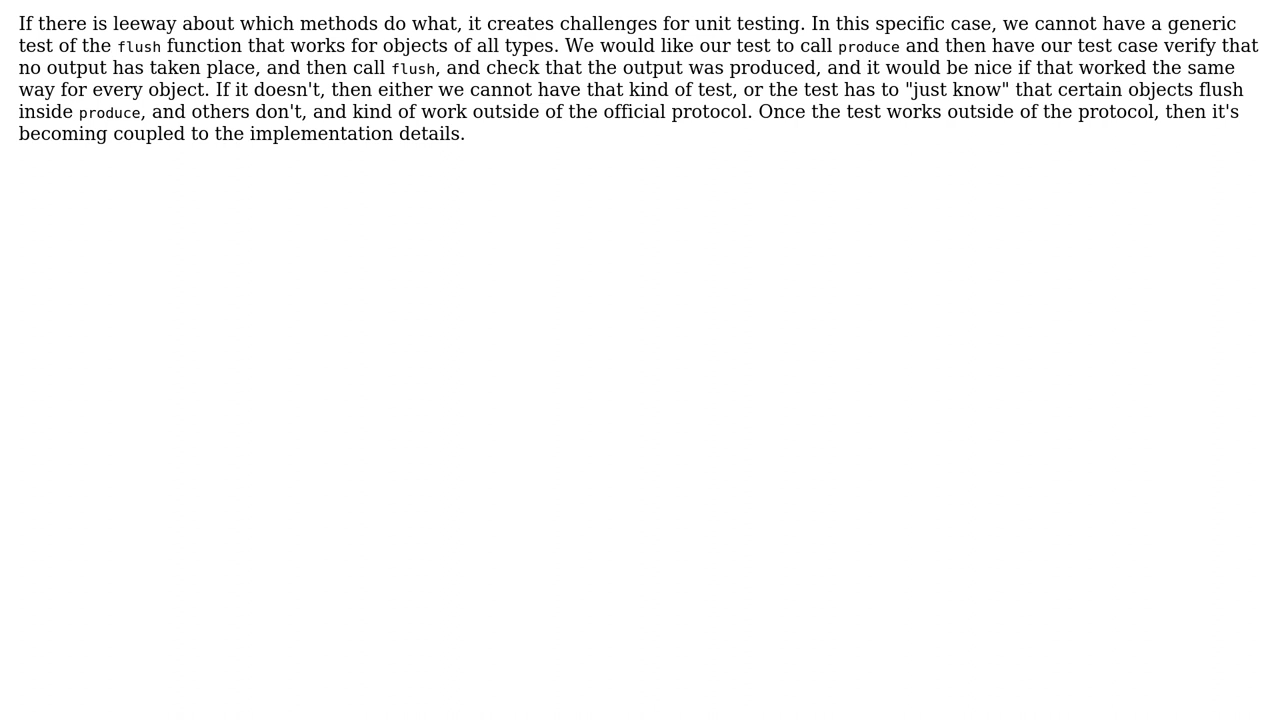 If there is leeway about which methods do what, it creates challenges for unit testing. In this specific case, we cannot have a generic
test of the flush function that works for objects of all types. We would like our test to call produce and then have our test case verify that
no output has taken place, and then call flush, and check that the output was produced, and it would be nice if that worked the same
way for every object. If it doesn't, then either we cannot have that kind of test, or the test has to "just know" that certain objects flush
inside produce, and others don't, and kind of work outside of the official protocol. Once the test works outside of the protocol, then it's
becoming coupled to the implementation details.